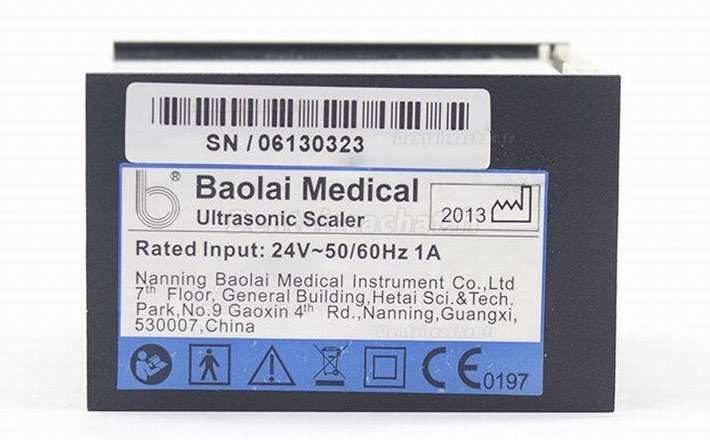 SN / 06130323
b® Baolai Medical
Ultrasonic Scaler
2013
Rated Input: 24V~50/60Hz 1A
Nanning Baolai Medical Instrument Co.,Ltd
7th Floor, General Building,Hetai Sci.&Tech.
Park,No.9 Gaoxin 4th Rd.,Nanning,Guangxi,
530007,China
CE 0197
Dentaireachat.fr